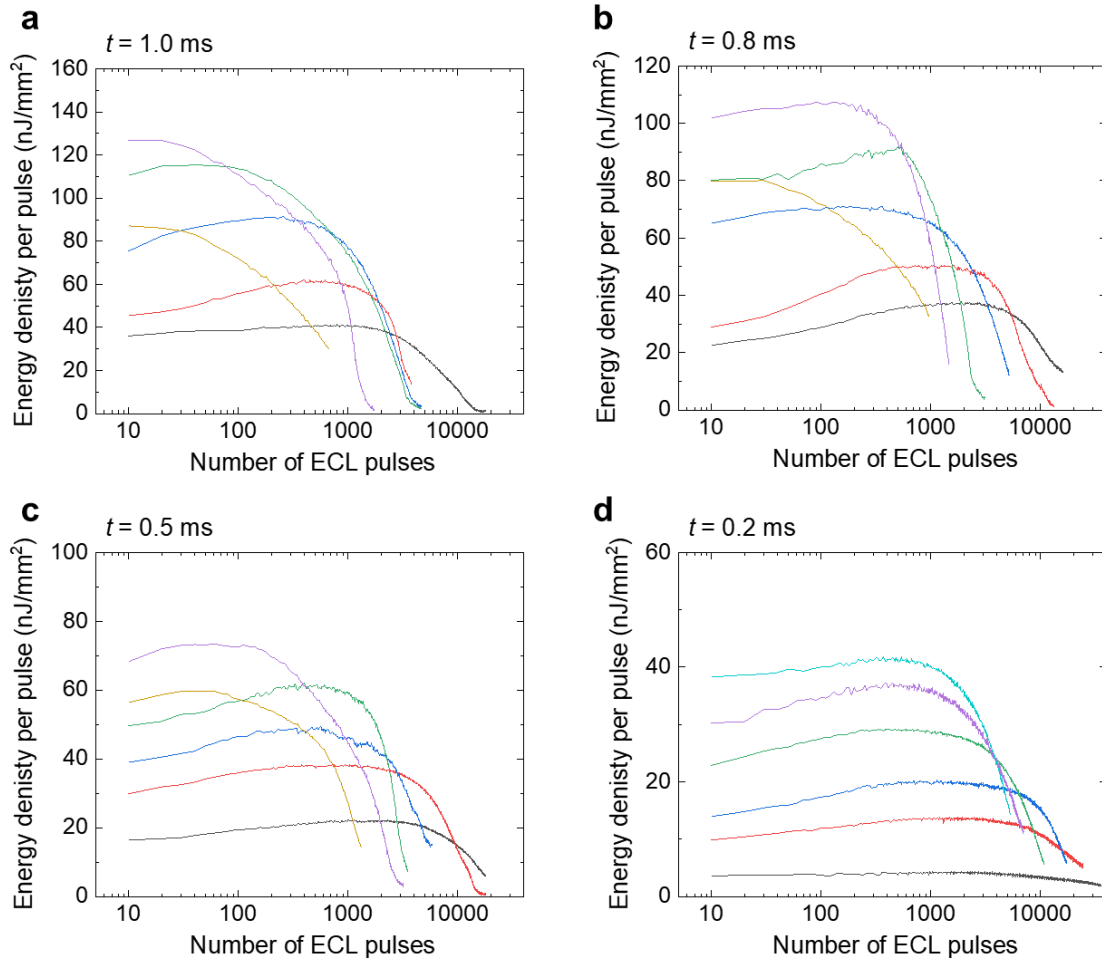 a
t = 1.0 ms
160
140
120
100
80
60
40
20
0
10
100
1000
10000
Energy denisty per pulse (nJ/mm²)
Number of ECL pulses
b
t = 0.8 ms
120
100
80
60
40
20
0
10
100
1000
10000
Energy denisty per pulse (nJ/mm²)
Number of ECL pulses
c
t = 0.5 ms
100
80
60
40
20
0
10
100
1000
10000
Energy denisty per pulse (nJ/mm²)
Number of ECL pulses
d
t = 0.2 ms
60
40
20
0
10
100
1000
10000
Energy denisty per pulse (nJ/mm²)
Number of ECL pulses